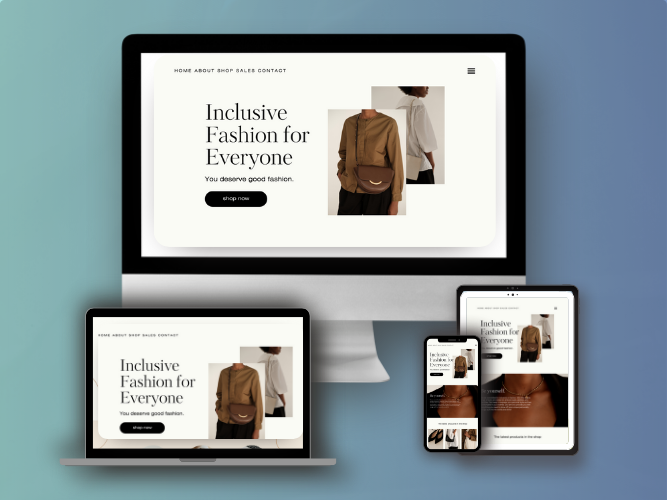 HOME ABOUT SHOP SALES CONTACT
Inclusive
Fashion for
Everyone
You deserve good fashion.
shop now
HOME ABOUT SHOP SALES CONTACT
Inclusive
Fashion for
Everyone
You deserve good fashion.
shop now
Inclusive
Fashion for
Everyone
Inclusive
Fashion for
Everyone
The latest products in the shop